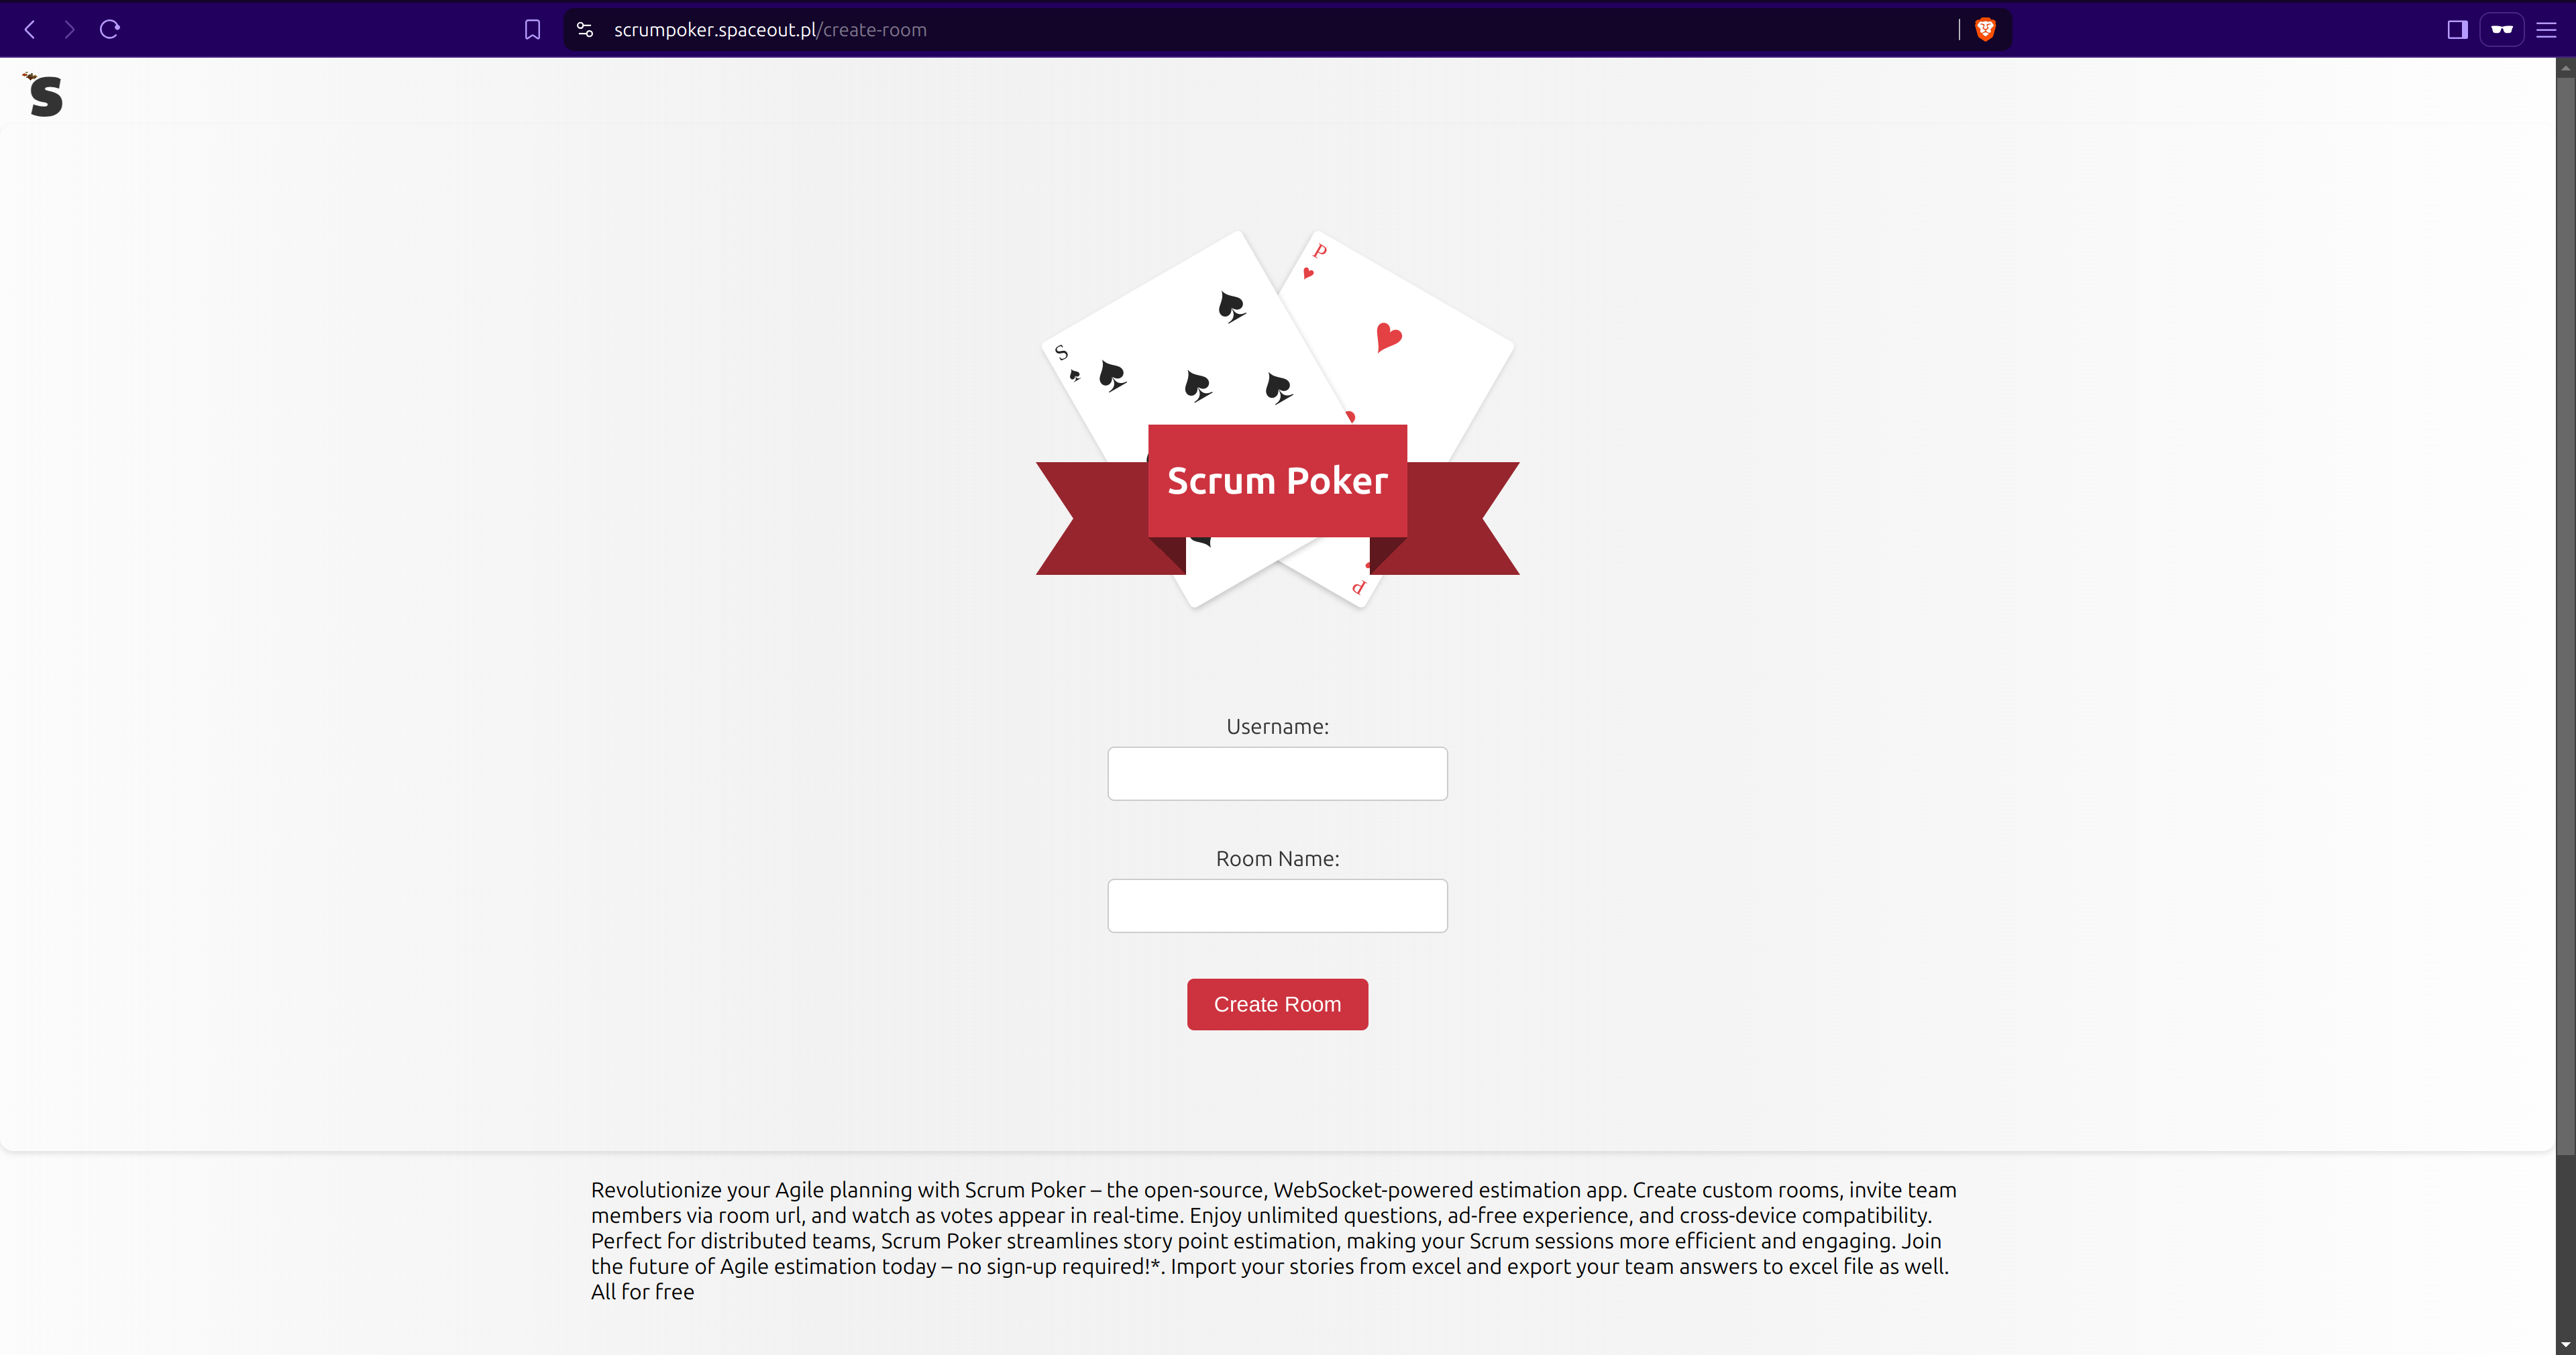 scrumpoker.spaceout.pl/create-room
S
P
S
Scrum Poker
P
Username:
Room Name:
Create Room
Revolutionize your Agile planning with Scrum Poker – the open-source, WebSocket-powered estimation app. Create custom rooms, invite team
members via room url, and watch as votes appear in real-time. Enjoy unlimited questions, ad-free experience, and cross-device compatibility.
Perfect for distributed teams, Scrum Poker streamlines story point estimation, making your Scrum sessions more efficient and engaging. Join
the future of Agile estimation today – no sign-up required!*. Import your stories from excel and export your team answers to excel file as well.
All for free